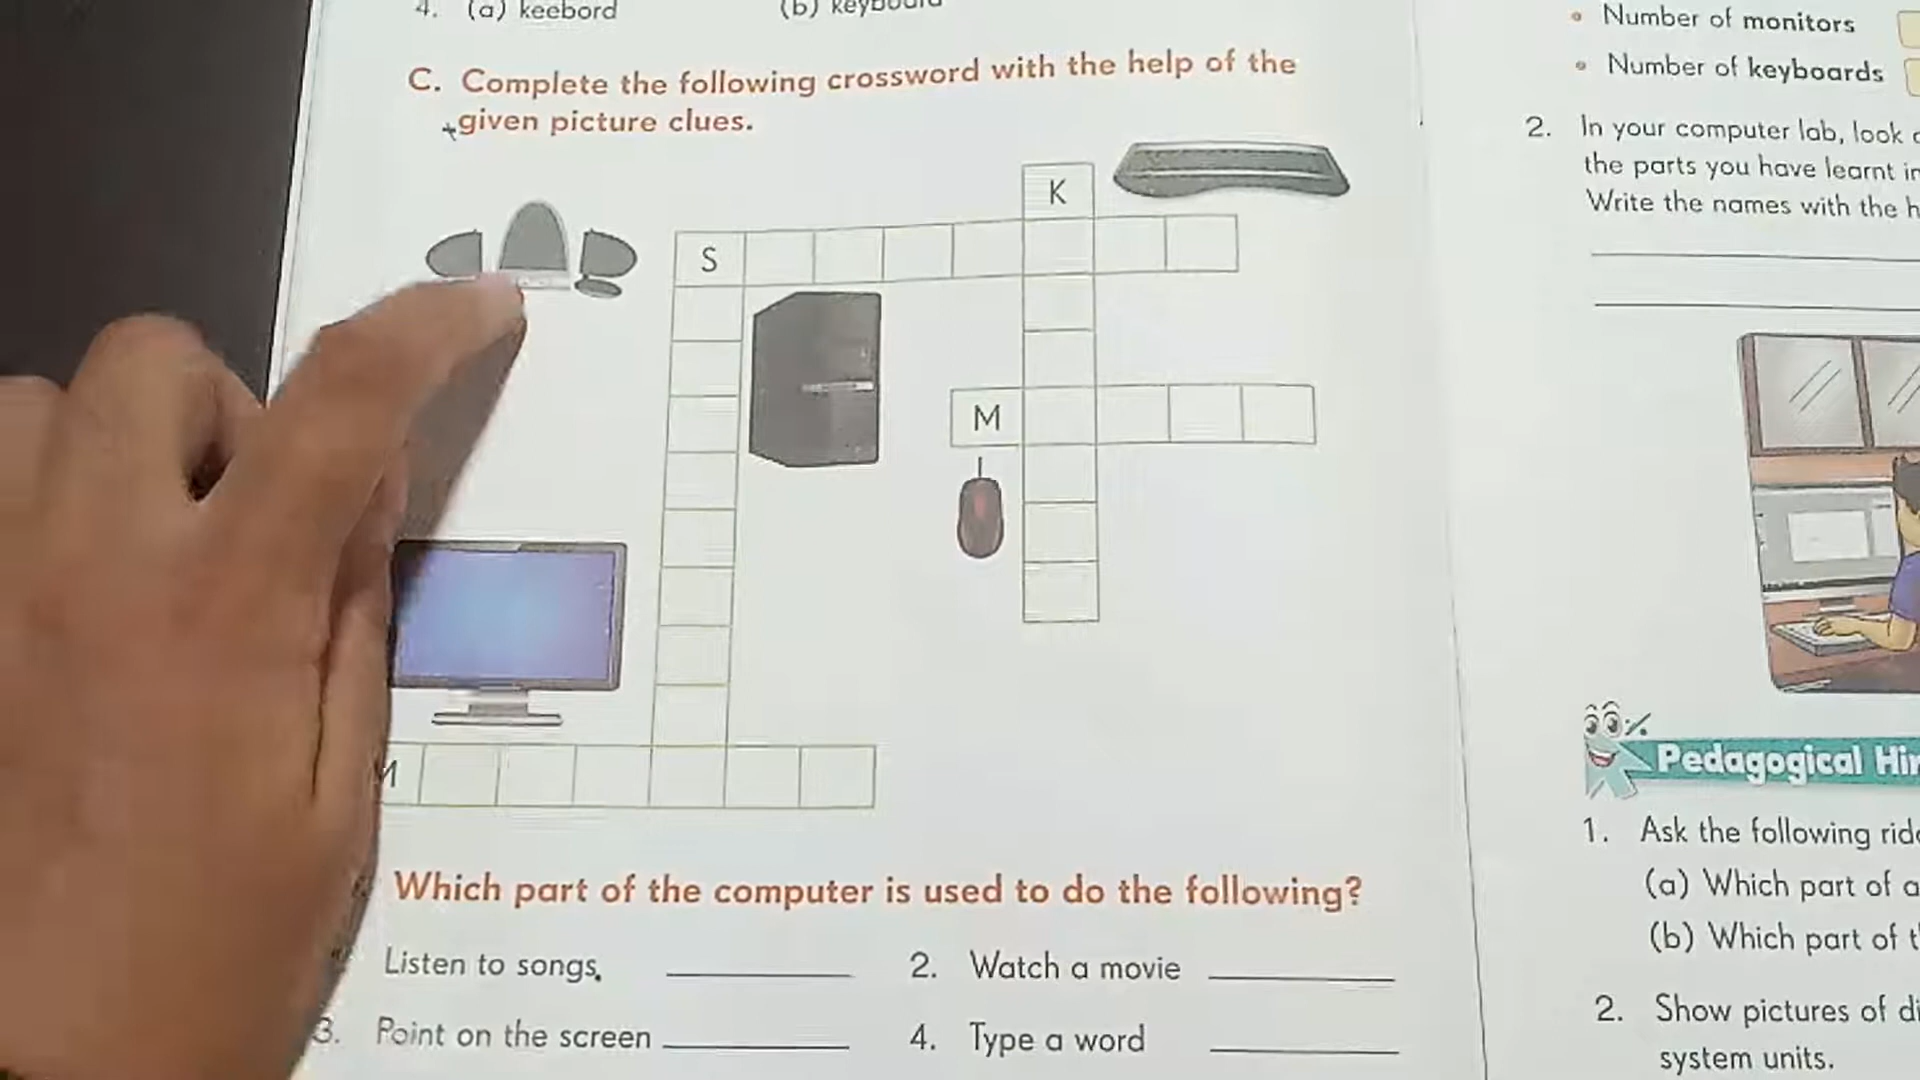 4. (a) keebord (b) keyboard
C. Complete the following crossword with the help of the
given picture clues.
K
S
M
M
Which part of the computer is used to do the following?
Listen to songs.
2. Watch a movie
3. Point on the screen
4. Type a word
Number of monitors
Number of keyboards
2. In your computer lab, look
the parts you have learnt
Write the names with the
Pedagogical
1. Ask the following
(a) Which part of a
(b) Which part of
2. Show pictures of
system units.